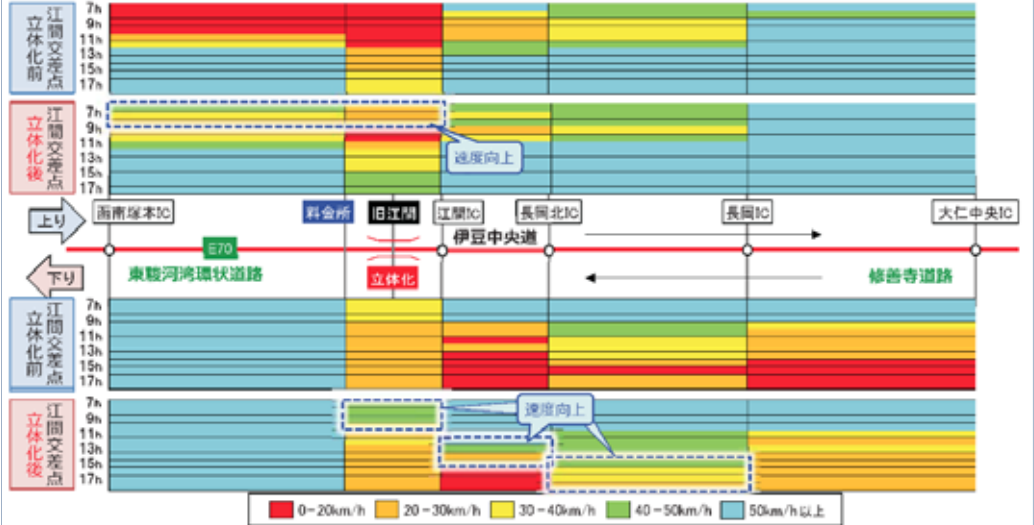 江間交差点
立体化前
7h
9h
11h
13h
15h
17h
江間交差点
立体化後
7h
9h
11h
13h
15h
17h
速度向上
上り
函南塚本IC
料金所
旧江間
江間IC
長岡北IC
長岡IC
大仁中央IC
伊豆中央道
E70
下り
東駿河湾環状道路
立体化
修善寺道路
江間交差点
立体化前
7h
9h
11h
13h
15h
17h
江間交差点
立体化後
7h
9h
11h
13h
15h
17h
速度向上
0-20km/h
20-30km/h
30-40km/h
40-50km/h
50km/h以上